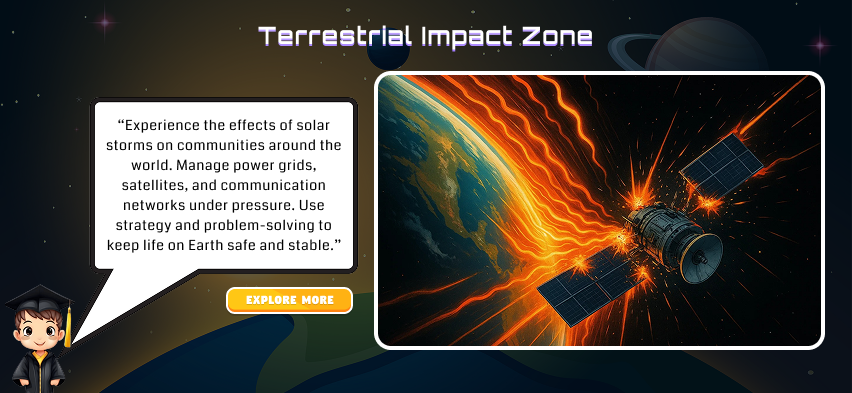 Terrestrial Impact Zone
“Experience the effects of solar
storms on communities around the
world. Manage power grids,
satellites, and communication
networks under pressure. Use
strategy and problem-solving to
keep life on Earth safe and stable.”
EXPLORE MORE